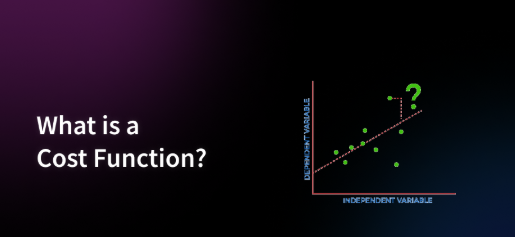 What is a
Cost Function?
?
DEPENDENT VARIABLE
INDEPENDENT VARIABLE